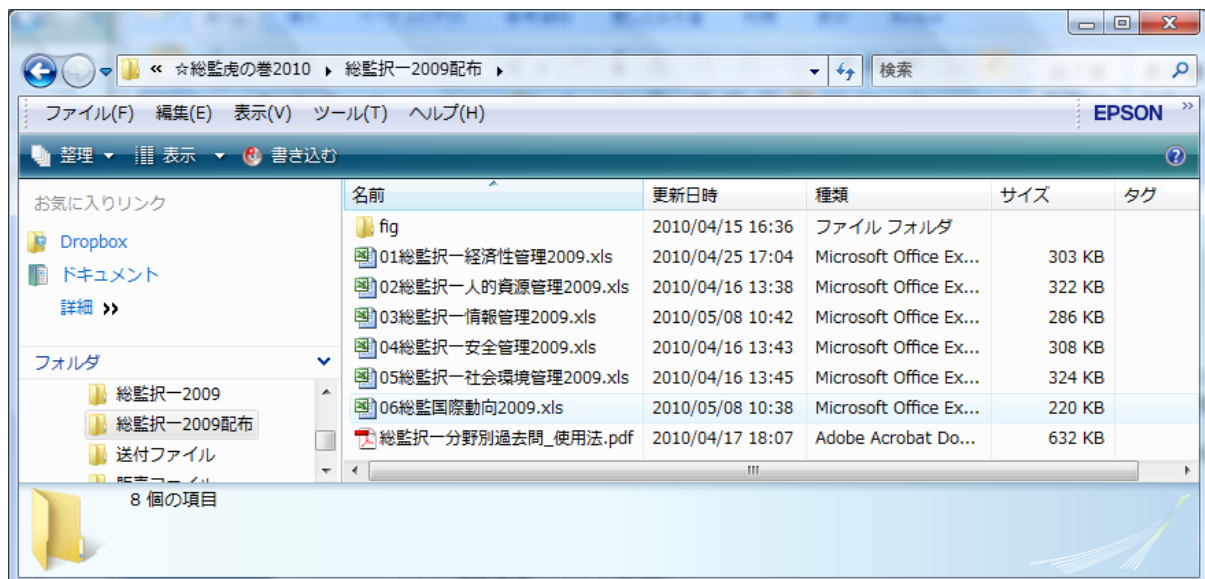 « ☆総監虎の巻2010 ▸ 総監択一2009配布 ▸ 検索
ファイル(F) 編集(E) 表示(V) ツール(T) ヘルプ(H) EPSON »
整理 表示 書き込む
お気に入りリンク
Dropbox
ドキュメント
詳細 »
フォルダ
総監択一2009
総監択一2009配布
送付ファイル
名前 更新日時 種類 サイズ タグ
fig 2010/04/15 16:36 ファイル フォルダ
01総監択一経済性管理2009.xls 2010/04/25 17:04 Microsoft Office Ex... 303 KB
02総監択一人的資源管理2009.xls 2010/04/16 13:38 Microsoft Office Ex... 322 KB
03総監択一情報管理2009.xls 2010/05/08 10:42 Microsoft Office Ex... 286 KB
04総監択一安全管理2009.xls 2010/04/16 13:43 Microsoft Office Ex... 308 KB
05総監択一社会環境管理2009.xls 2010/04/16 13:45 Microsoft Office Ex... 324 KB
06総監国際動向2009.xls 2010/05/08 10:38 Microsoft Office Ex... 220 KB
総監択一分野別過去問_使用法.pdf 2010/04/17 18:07 Adobe Acrobat Do... 632 KB
8 個の項目